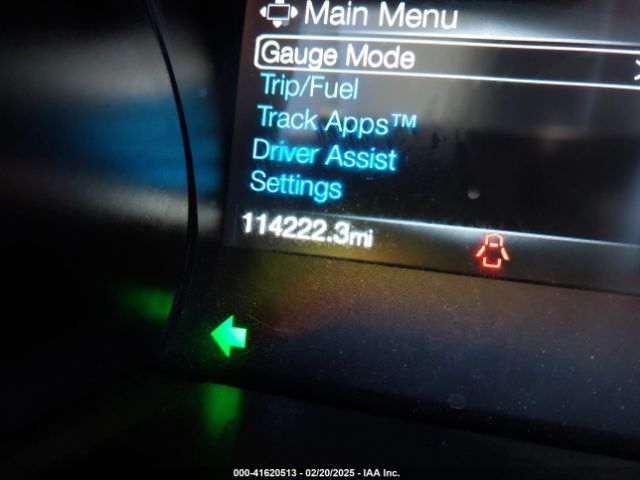 Main Menu
Gauge Mode
Trip/Fuel
Track Apps™
Driver Assist
Settings
114222.3mi
000-41620513 - 02/20/2025 - IAA Inc.